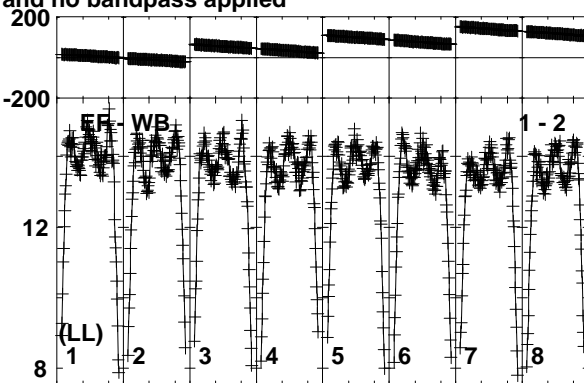 and no bandpass applied
200
-200
EF - WB 1 - 2
12
(LL)
1 2 3 4 5 6 7 8
8